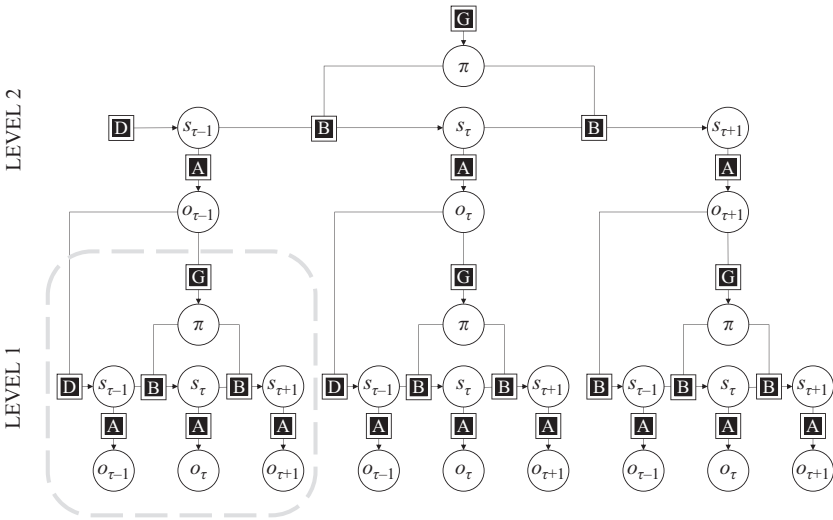 G
π
LEVEL 2
D s_{τ−1} B s_τ B s_{τ+1}
A A A
o_{τ−1} o_τ o_{τ+1}
G G G
π π π
LEVEL 1
D s_{τ−1} B s_τ B s_{τ+1} D s_{τ−1} B s_τ B s_{τ+1} B s_{τ−1} B s_τ B s_{τ+1}
A A A A A A A A A
o_{τ−1} o_τ o_{τ+1} o_{τ−1} o_τ o_{τ+1} o_{τ−1} o_τ o_{τ+1}